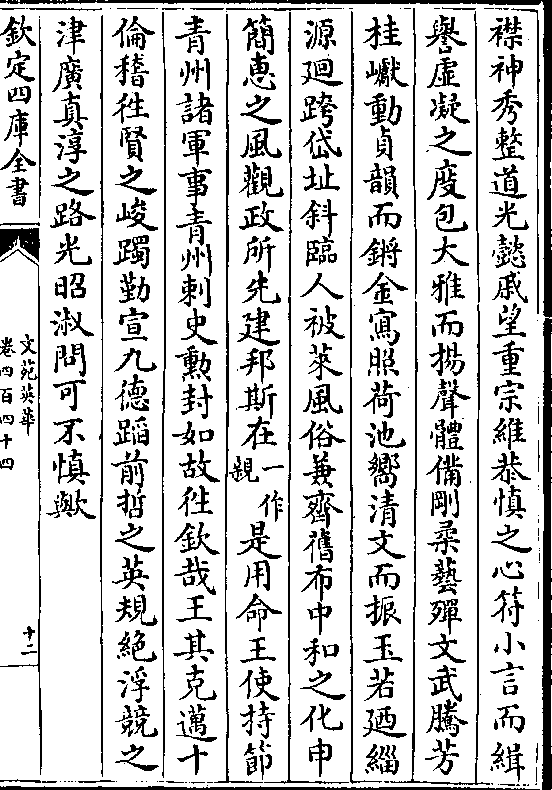 襟神秀整道光懿戚望重宗維恭慎之心符小言而緝
譽虛凝之度包大雅而揚聲體備剛柔藝殫文武騰芳
桂巘動貞韻而鏘金寫照荷池嚮清文而振玉若廼緇
源廻跨岱址斜臨人被萊風俗兼齊舊布中和之化申
簡惠之風觀政所先建邦斯在一作親是用命王使持節
青州諸軍事青州刺史勲封如故徃欽哉王其克邁十
倫稽徃賢之峻躅勤宣九德蹈前哲之英規絶浮競之
津廣真淳之路光昭淑問可不慎歟
欽定四庫全書
文苑英華
卷四百四十四
十二